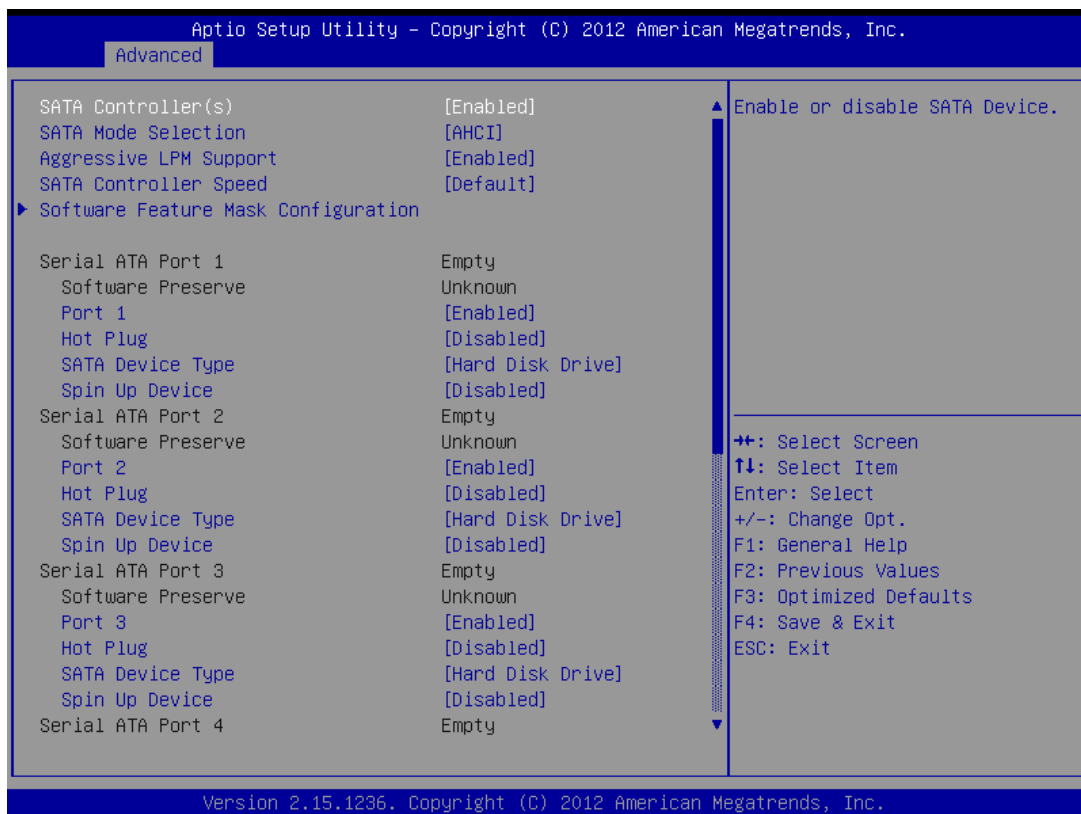 Aptio Setup Utility – Copyright (C) 2012 American Megatrends, Inc.
Advanced
SATA Controller(s) [Enabled]
SATA Mode Selection [AHCI]
Aggressive LPM Support [Enabled]
SATA Controller Speed [Default]
Software Feature Mask Configuration
Serial ATA Port 1 Empty
Software Preserve Unknown
Port 1 [Enabled]
Hot Plug [Disabled]
SATA Device Type [Hard Disk Drive]
Spin Up Device [Disabled]
Serial ATA Port 2 Empty
Software Preserve Unknown
Port 2 [Enabled]
Hot Plug [Disabled]
SATA Device Type [Hard Disk Drive]
Spin Up Device [Disabled]
Serial ATA Port 3 Empty
Software Preserve Unknown
Port 3 [Enabled]
Hot Plug [Disabled]
SATA Device Type [Hard Disk Drive]
Spin Up Device [Disabled]
Serial ATA Port 4 Empty
Enable or disable SATA Device.
→←: Select Screen
↑↓: Select Item
Enter: Select
+/-: Change Opt.
F1: General Help
F2: Previous Values
F3: Optimized Defaults
F4: Save & Exit
ESC: Exit
Version 2.15.1236. Copyright (C) 2012 American Megatrends, Inc.